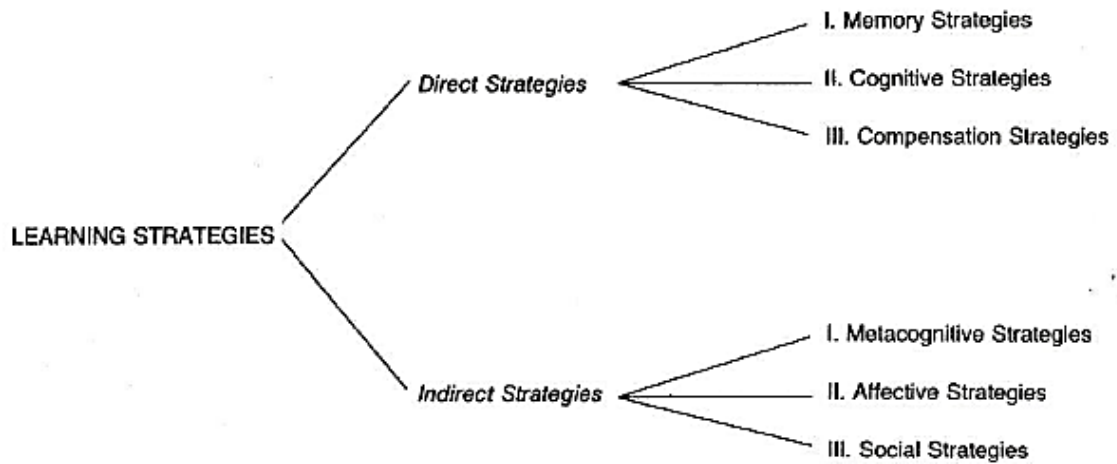 I. Memory Strategies
Direct Strategies
II. Cognitive Strategies
III. Compensation Strategies
LEARNING STRATEGIES
I. Metacognitive Strategies
Indirect Strategies
II. Affective Strategies
III. Social Strategies